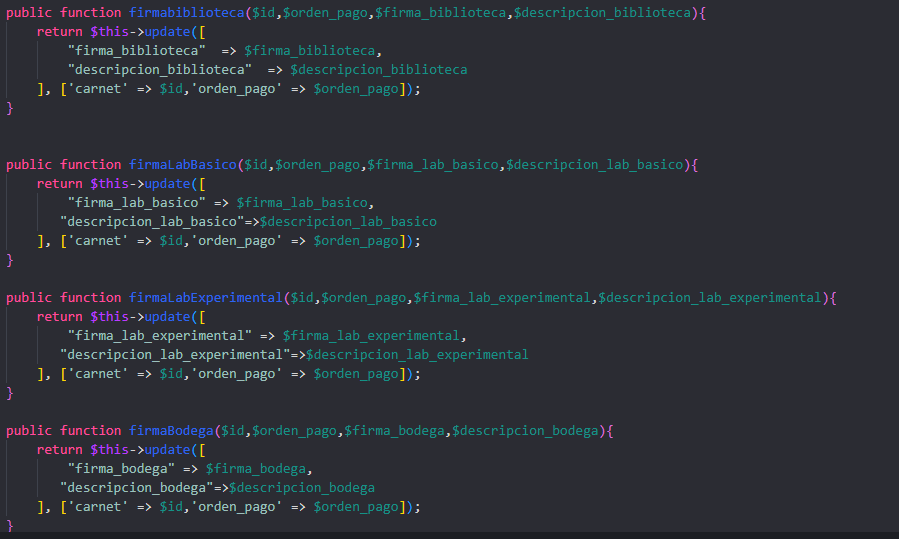 public function firmabiblioteca($id,$orden_pago,$firma_biblioteca,$descripcion_biblioteca){
    return $this->update([
        "firma_biblioteca"  => $firma_biblioteca,
        "descripcion_biblioteca"  => $descripcion_biblioteca
    ], ['carnet' => $id,'orden_pago' => $orden_pago]);
}
public function firmaLabBasico($id,$orden_pago,$firma_lab_basico,$descripcion_lab_basico){
    return $this->update([
        "firma_lab_basico" => $firma_lab_basico,
       "descripcion_lab_basico"=>$descripcion_lab_basico
    ], ['carnet' => $id,'orden_pago' => $orden_pago]);
}
public function firmaLabExperimental($id,$orden_pago,$firma_lab_experimental,$descripcion_lab_experimental){
    return $this->update([
        "firma_lab_experimental" => $firma_lab_experimental,
       "descripcion_lab_experimental"=>$descripcion_lab_experimental
    ], ['carnet' => $id,'orden_pago' => $orden_pago]);
}
public function firmaBodega($id,$orden_pago,$firma_bodega,$descripcion_bodega){
    return $this->update([
        "firma_bodega" => $firma_bodega,
       "descripcion_bodega"=>$descripcion_bodega
    ], ['carnet' => $id,'orden_pago' => $orden_pago]);
}